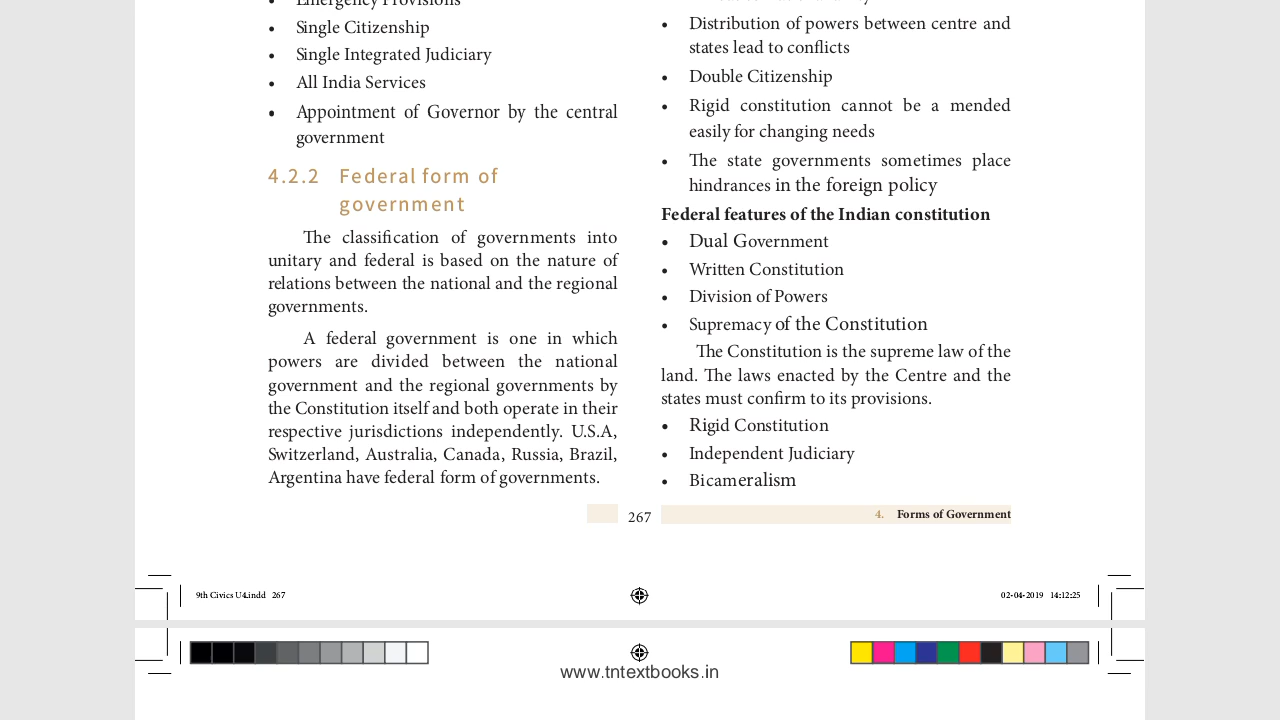 Emergency Provisions
• Single Citizenship
• Single Integrated Judiciary
• All India Services
• Appointment of Governor by the central
government
4.2.2 Federal form of
government
The classification of governments into
unitary and federal is based on the nature of
relations between the national and the regional
governments.
A federal government is one in which
powers are divided between the national
government and the regional governments by
the Constitution itself and both operate in their
respective jurisdictions independently. U.S.A,
Switzerland, Australia, Canada, Russia, Brazil,
Argentina have federal form of governments.
• Distribution of powers between centre and
states lead to conflicts
• Double Citizenship
• Rigid constitution cannot be a mended
easily for changing needs
• The state governments sometimes place
hindrances in the foreign policy
Federal features of the Indian constitution
• Dual Government
• Written Constitution
• Division of Powers
• Supremacy of the Constitution
The Constitution is the supreme law of the
land. The laws enacted by the Centre and the
states must confirm to its provisions.
• Rigid Constitution
• Independent Judiciary
• Bicameralism
267
4. Forms of Government
9th Civics U4.indd 267
02-04-2019 14:12:25
www.tntextbooks.in